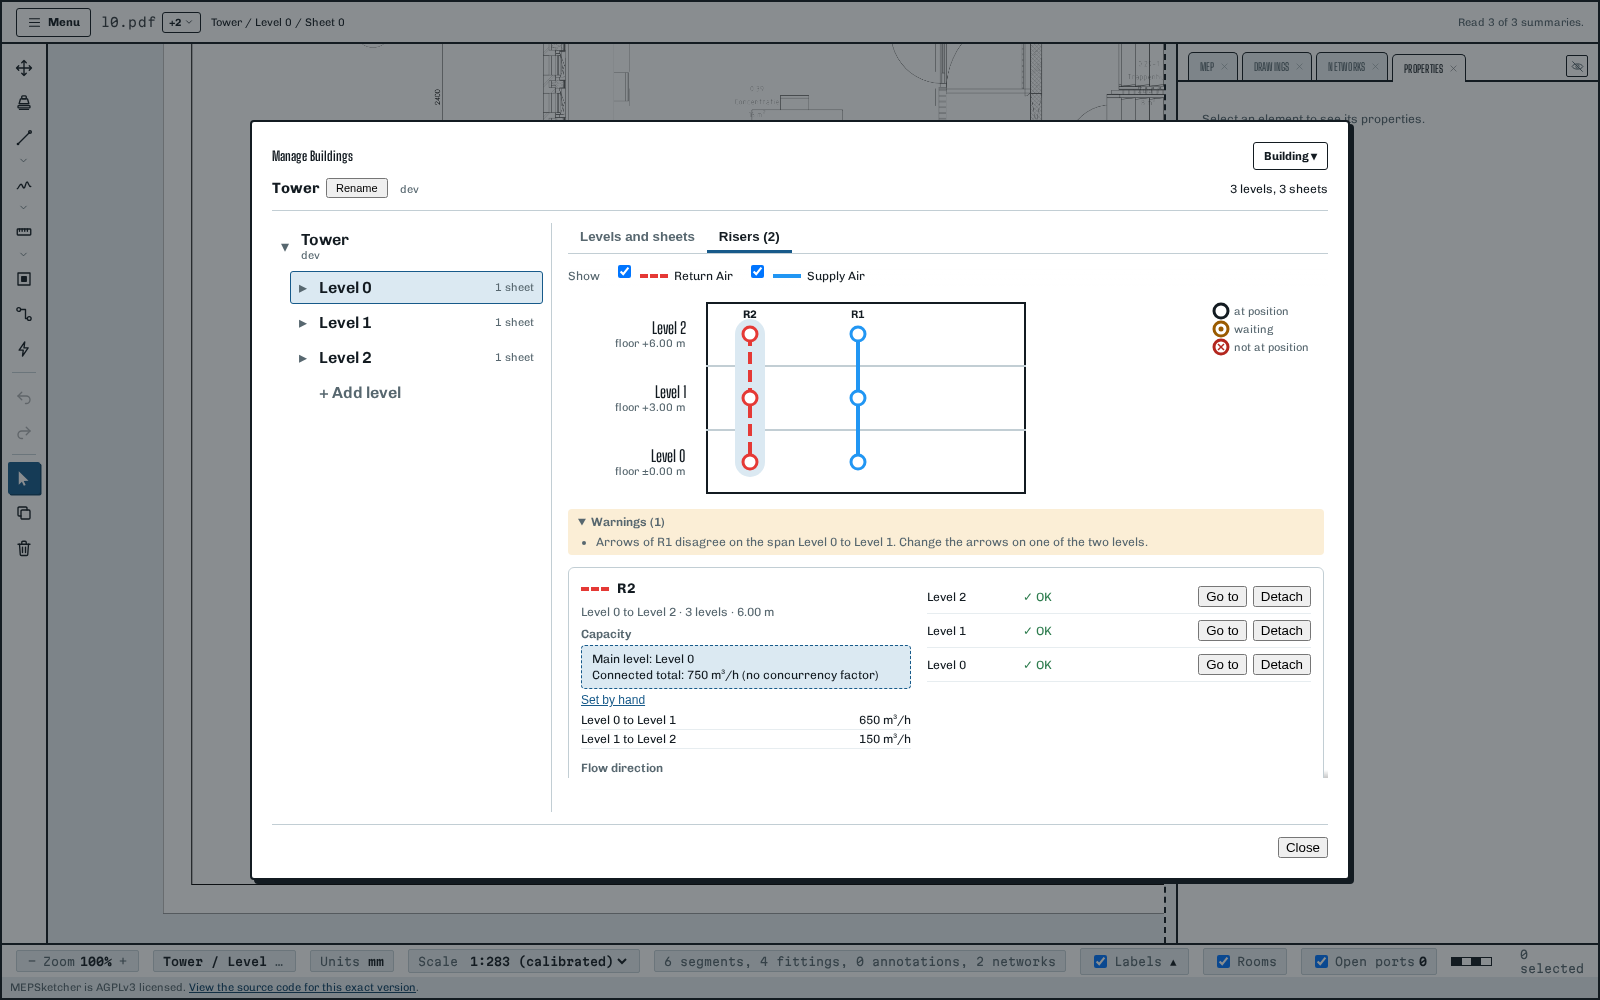 Menu
l0.pdf
+2
Tower / Level 0 / Sheet 0
Read 3 of 3 summaries.
MEP
DRAWINGS
NETWORKS
PROPERTIES
Select an element to see its properties.
2400
Manage Buildings
Building ▾
Tower
Rename
dev
3 levels, 3 sheets
▼ Tower
dev
▶ Level 0 1 sheet
▶ Level 1 1 sheet
▶ Level 2 1 sheet
+ Add level
Levels and sheets
Risers (2)
Show
Return Air
Supply Air
R2
R1
Level 2
floor +6.00 m
Level 1
floor +3.00 m
Level 0
floor ±0.00 m
at position
waiting
not at position
▼ Warnings (1)
• Arrows of R1 disagree on the span Level 0 to Level 1. Change the arrows on one of the two levels.
R2
Level 0 to Level 2 · 3 levels · 6.00 m
Capacity
Main level: Level 0
Connected total: 750 m³/h (no concurrency factor)
Set by hand
Level 0 to Level 1 650 m³/h
Level 1 to Level 2 150 m³/h
Flow direction
Level 2 ✓ OK Go to Detach
Level 1 ✓ OK Go to Detach
Level 0 ✓ OK Go to Detach
Close
− Zoom 100% +
Tower / Level …
Units mm
Scale 1:283 (calibrated)
6 segments, 4 fittings, 0 annotations, 2 networks
Labels ▲
Rooms
Open ports 0
0 selected
MEPSketcher is AGPLv3 licensed. View the source code for this exact version.